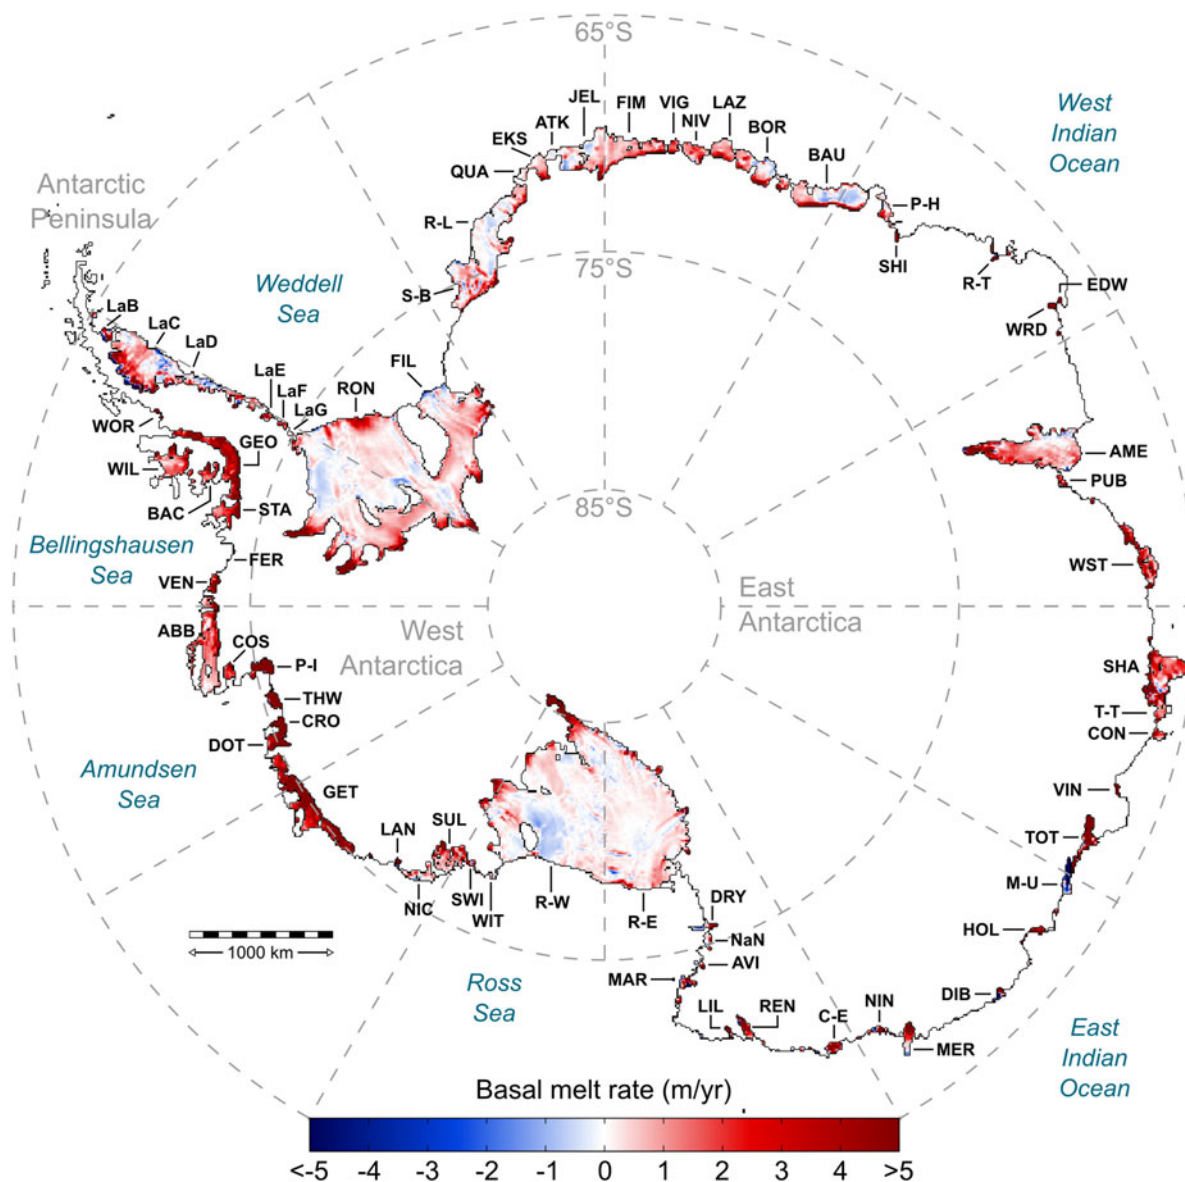 65°S
West
Indian
Ocean
JEL
FIM
VIG
LAZ
ATK
NIV
BOR
EKS
BAU
QUA
Antarctic
Peninsula
P-H
R-L
75°S
SHI
R-T
Weddell
Sea
S-B
EDW
WRD
LaB
LaC
LaD
LaE
LaF
LaG
RON
FIL
WOR
GEO
WIL
AME
PUB
BAC
STA
85°S
Bellingshausen
Sea
FER
WST
VEN
East
Antarctica
ABB
COS
West
Antarctica
P-I
SHA
THW
T-T
CRO
CON
DOT
Amundsen
Sea
GET
VIN
LAN
SUL
TOT
M-U
NIC
SWI
WIT
R-W
R-E
DRY
HOL
NaN
1000 km
AVI
MAR
Ross
Sea
DIB
LIL
REN
C-E
NIN
MER
East
Indian
Ocean
Basal melt rate (m/yr)
<-5 -4 -3 -2 -1 0 1 2 3 4 >5